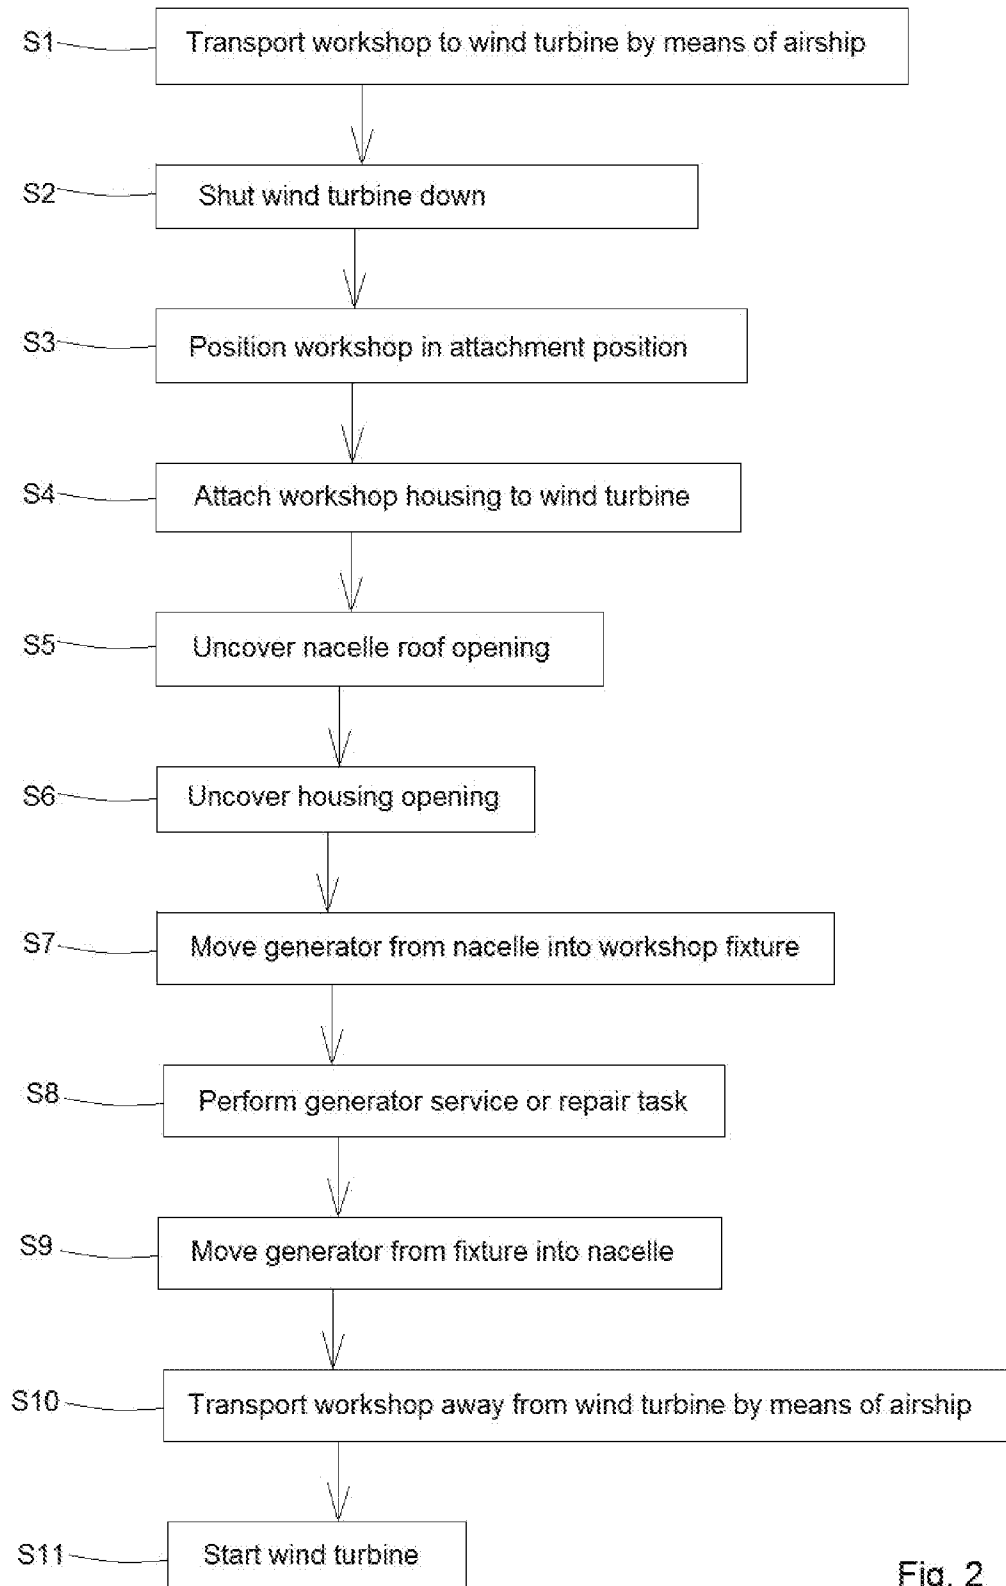 S1 Transport workshop to wind turbine by means of airship
S2 Shut wind turbine down
S3 Position workshop in attachment position
S4 Attach workshop housing to wind turbine
S5 Uncover nacelle roof opening
S6 Uncover housing opening
S7 Move generator from nacelle into workshop fixture
S8 Perform generator service or repair task
S9 Move generator from fixture into nacelle
S10 Transport workshop away from wind turbine by means of airship
S11 Start wind turbine
Fig. 2